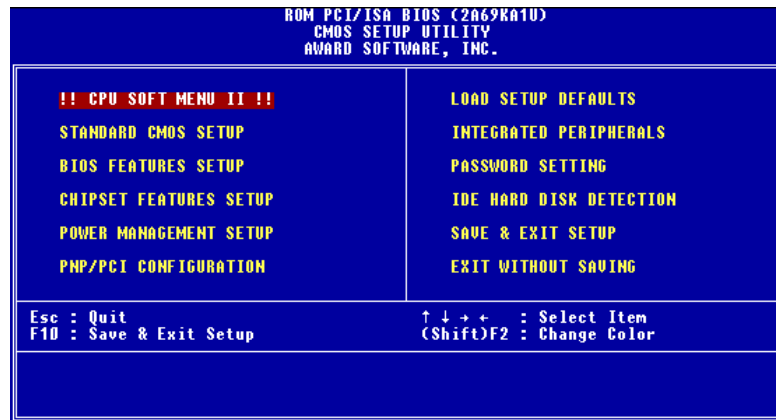 ROM PCI/ISA BIOS (2A69KA1U)
CMOS SETUP UTILITY
AWARD SOFTWARE, INC.
!! CPU SOFT MENU II !!
STANDARD CMOS SETUP
BIOS FEATURES SETUP
CHIPSET FEATURES SETUP
POWER MANAGEMENT SETUP
PNP/PCI CONFIGURATION
LOAD SETUP DEFAULTS
INTEGRATED PERIPHERALS
PASSWORD SETTING
IDE HARD DISK DETECTION
SAVE & EXIT SETUP
EXIT WITHOUT SAVING
Esc : Quit
F10 : Save & Exit Setup
↑ ↓ → ← : Select Item
(Shift)F2 : Change Color